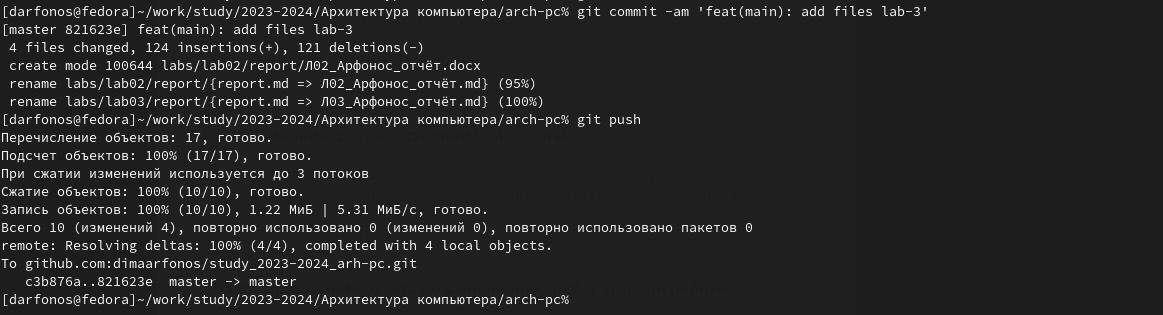 [darfonos@fedora]~/work/study/2023-2024/Архитектура компьютера/arch-pc% git commit -am 'feat(main): add files lab-3'
[master 821623e] feat(main): add files lab-3
 4 files changed, 124 insertions(+), 121 deletions(-)
 create mode 100644 labs/lab02/report/Л02_Арфонос_отчёт.docx
 rename labs/lab02/report/{report.md => Л02_Арфонос_отчёт.md} (95%)
 rename labs/lab03/report/{report.md => Л03_Арфонос_отчёт.md} (100%)
[darfonos@fedora]~/work/study/2023-2024/Архитектура компьютера/arch-pc% git push
Перечисление объектов: 17, готово.
Подсчет объектов: 100% (17/17), готово.
При сжатии изменений используется до 3 потоков
Сжатие объектов: 100% (10/10), готово.
Запись объектов: 100% (10/10), 1.22 МиБ | 5.31 МиБ/с, готово.
Всего 10 (изменений 4), повторно использовано 0 (изменений 0), повторно использовано пакетов 0
remote: Resolving deltas: 100% (4/4), completed with 4 local objects.
To github.com:dimaarfonos/study_2023-2024_arh-pc.git
   c3b876a..821623e  master -> master
[darfonos@fedora]~/work/study/2023-2024/Архитектура компьютера/arch-pc%